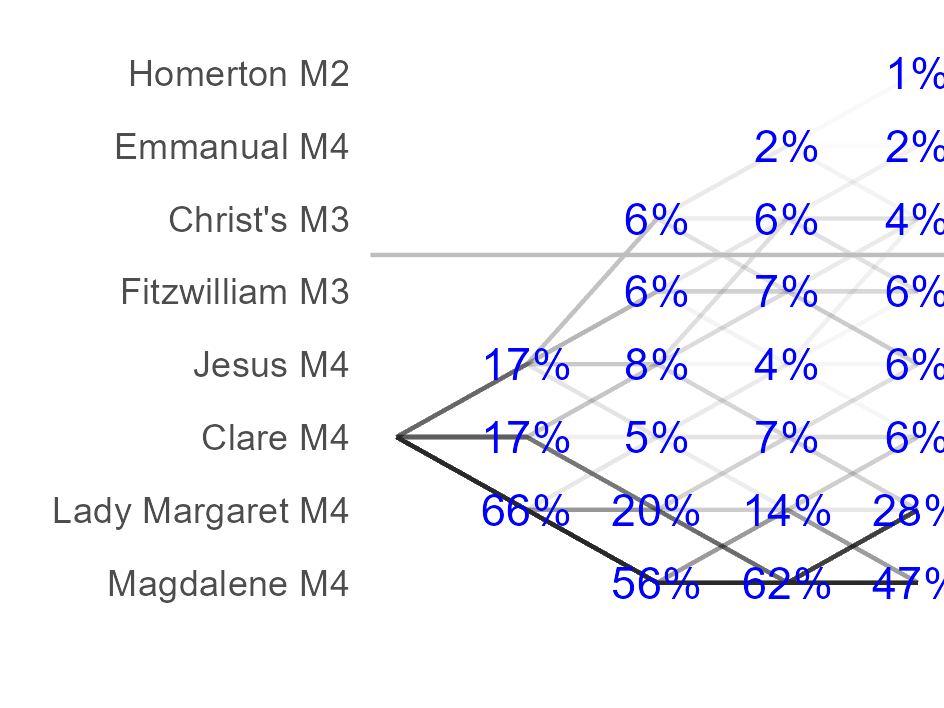 Homerton M2 1%
Emmanual M4 2% 2%
Christ's M3 6% 6% 4%
Fitzwilliam M3 6% 7% 6%
Jesus M4 17% 8% 4% 6%
Clare M4 17% 5% 7% 6%
Lady Margaret M4 66% 20% 14% 28%
Magdalene M4 56% 62% 47%